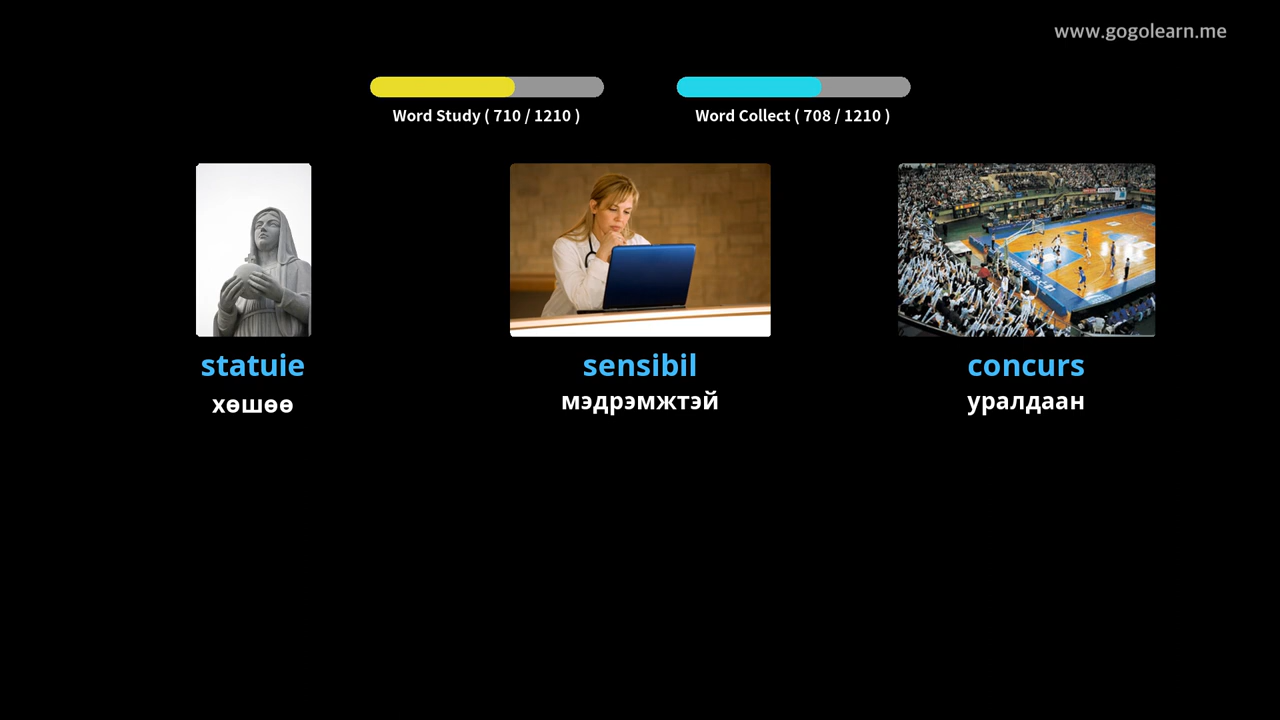 www.gogolearn.me
Word Study ( 710 / 1210 )
Word Collect ( 708 / 1210 )
statuie
sensibil
concurs
хөшөө
мэдрэмжтэй
уралдаан